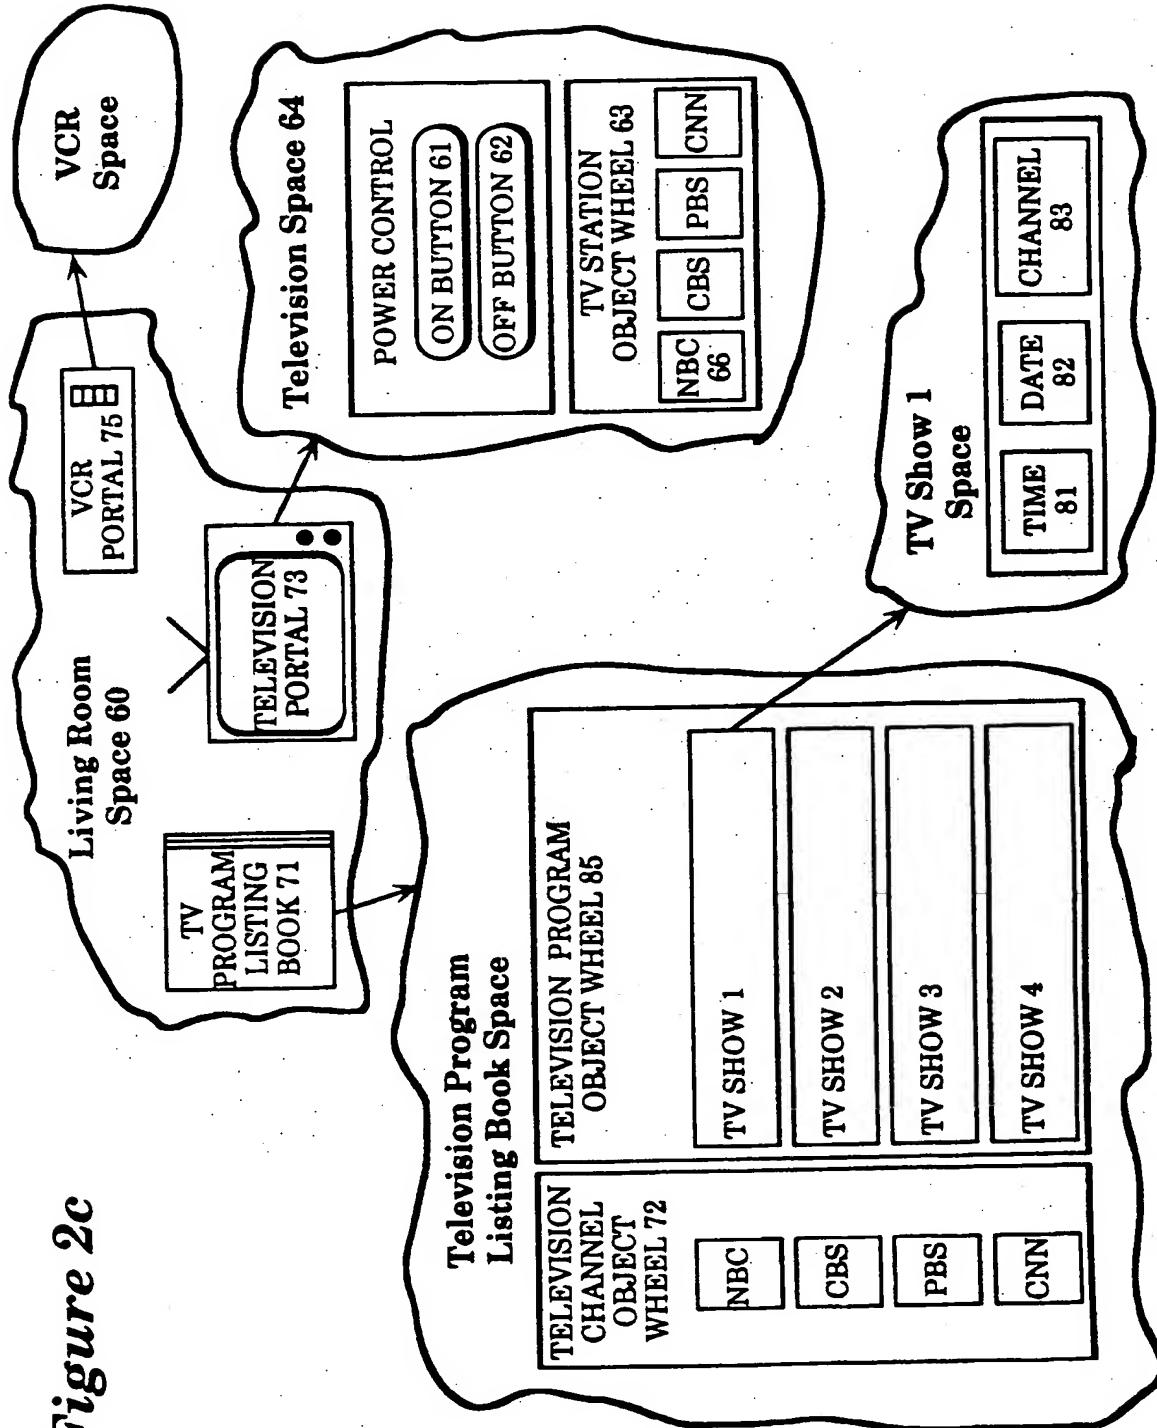 Figure 2c
Living Room
Space 60
TV
PROGRAM
LISTING
BOOK 71
TELEVISION
PORTAL 73
VCR
PORTAL 75
VCR
Space
Television Space 64
POWER CONTROL
ON BUTTON 61
OFF BUTTON 62
TV STATION
OBJECT WHEEL 63
NBC
66
CBS
PBS
CNN
Television Program
Listing Book Space
TELEVISION
CHANNEL
OBJECT
WHEEL 72
NBC
CBS
PBS
CNN
TELEVISION PROGRAM
OBJECT WHEEL 85
TV SHOW 1
TV SHOW 2
TV SHOW 3
TV SHOW 4
TV Show 1
Space
TIME
81
DATE
82
CHANNEL
83